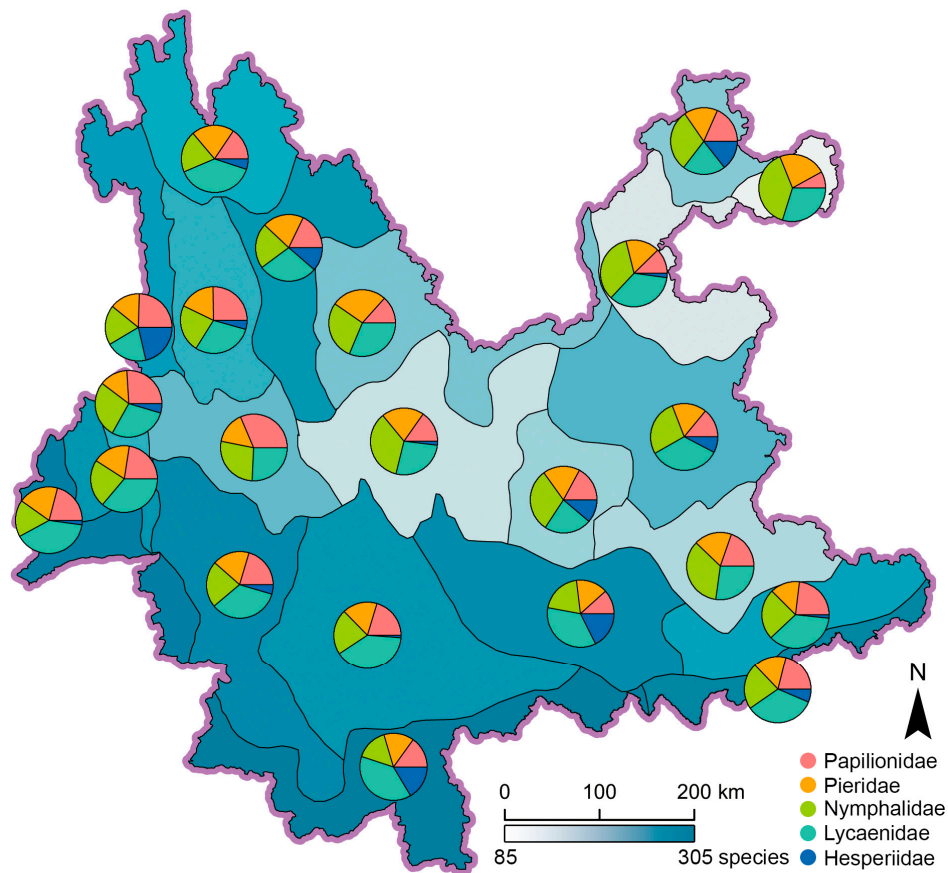 N
Papilionidae
Pieridae
Nymphalidae
Lycaenidae
Hesperiidae
0 100 200 km
85 305 species